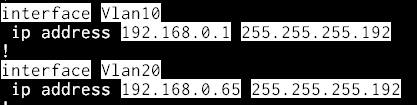 interface Vlan10
ip address 192.168.0.1 255.255.255.192
!
interface Vlan20
ip address 192.168.0.65 255.255.255.192